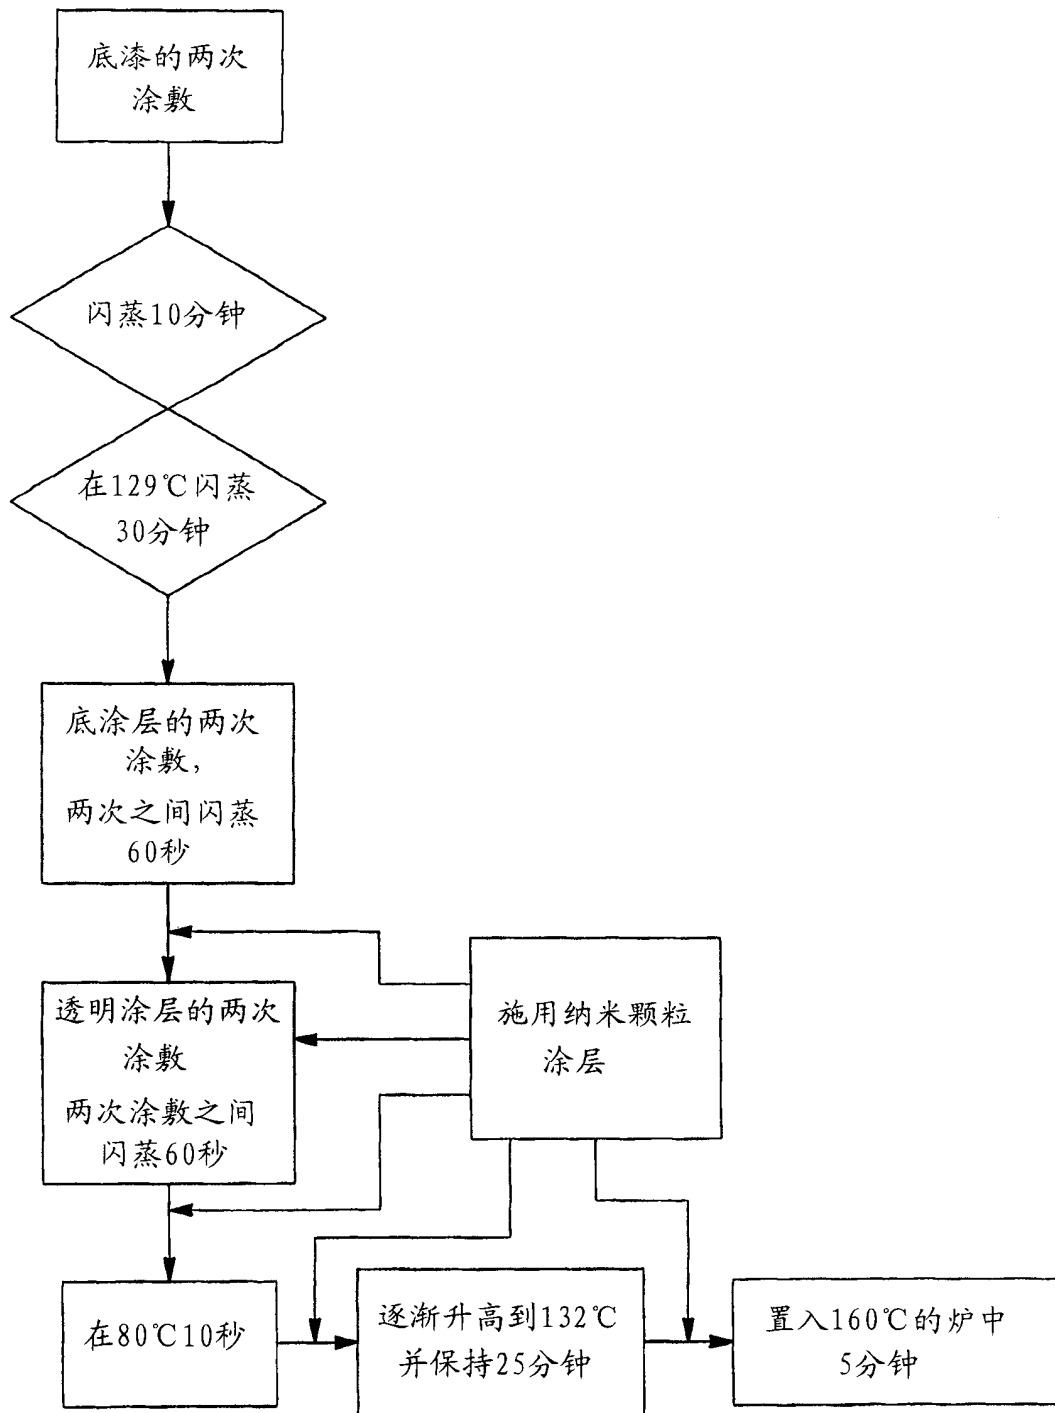 底漆的两次
涂敷
闪蒸10分钟
在129℃闪蒸
30分钟
底涂层的两次
涂敷,
两次之间闪蒸
60秒
透明涂层的两次
涂敷
两次涂敷之间
闪蒸60秒
施用纳米颗粒
涂层
在80℃10秒
逐渐升高到132℃
并保持25分钟
置入160℃的炉中
5分钟